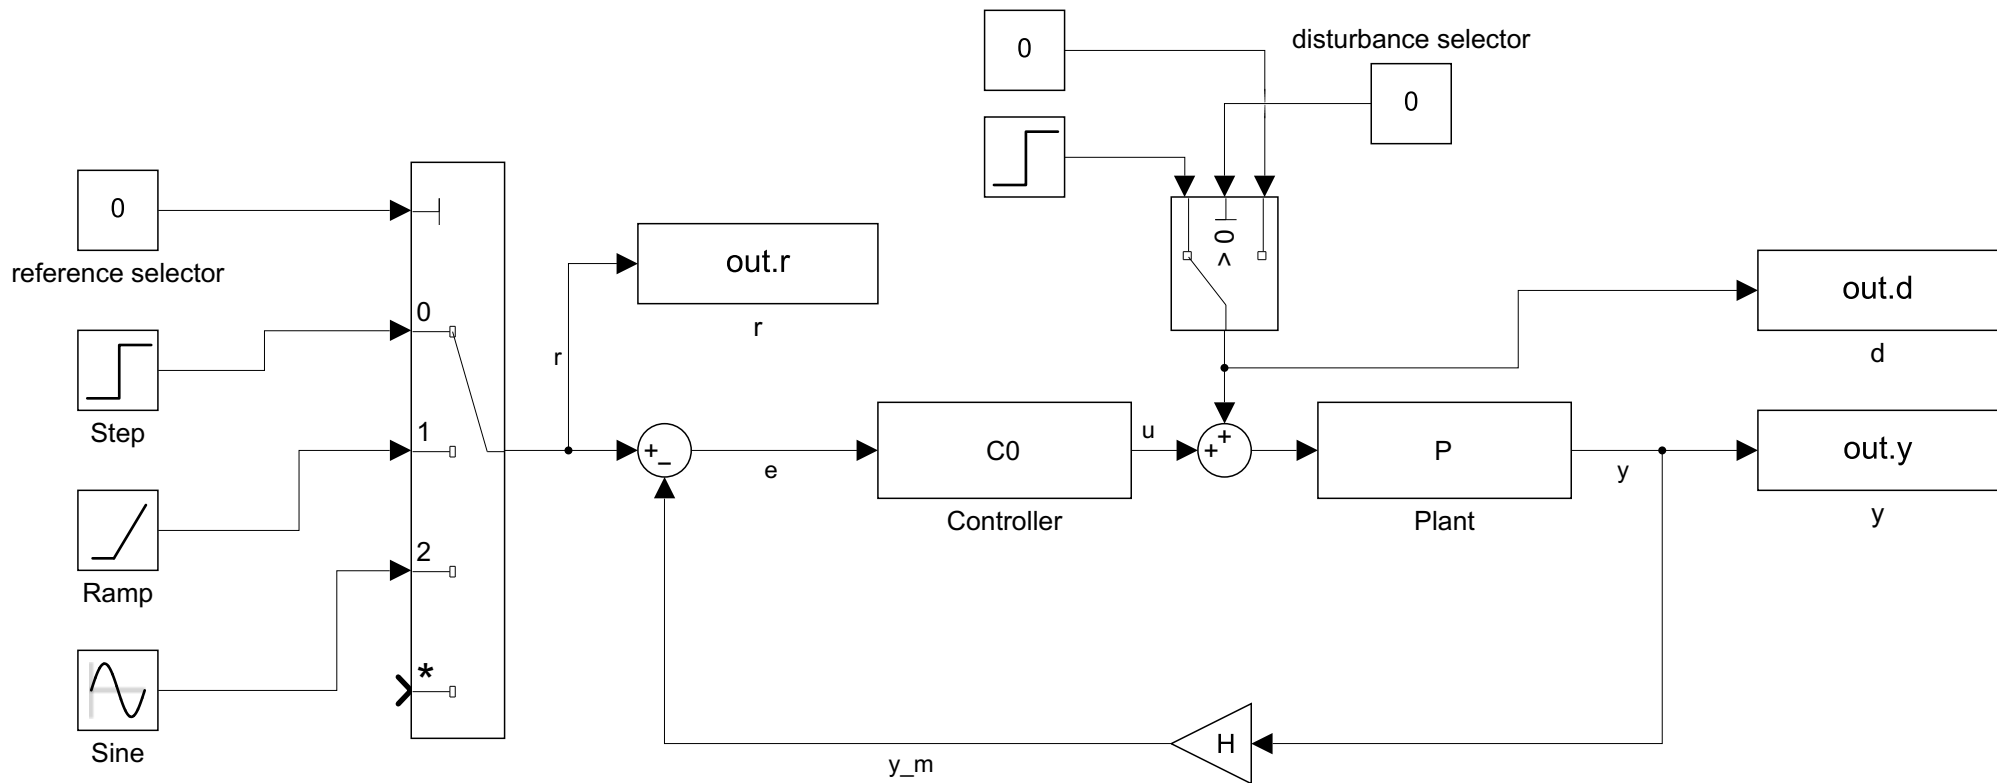 0
disturbance selector
0
0
reference selector
> 0
out.r
r
out.d
d
0
Step
r
1
+
−
e
C0
Controller
u
+
+
P
Plant
y
out.y
y
Ramp
2
*
Sine
H
y_m